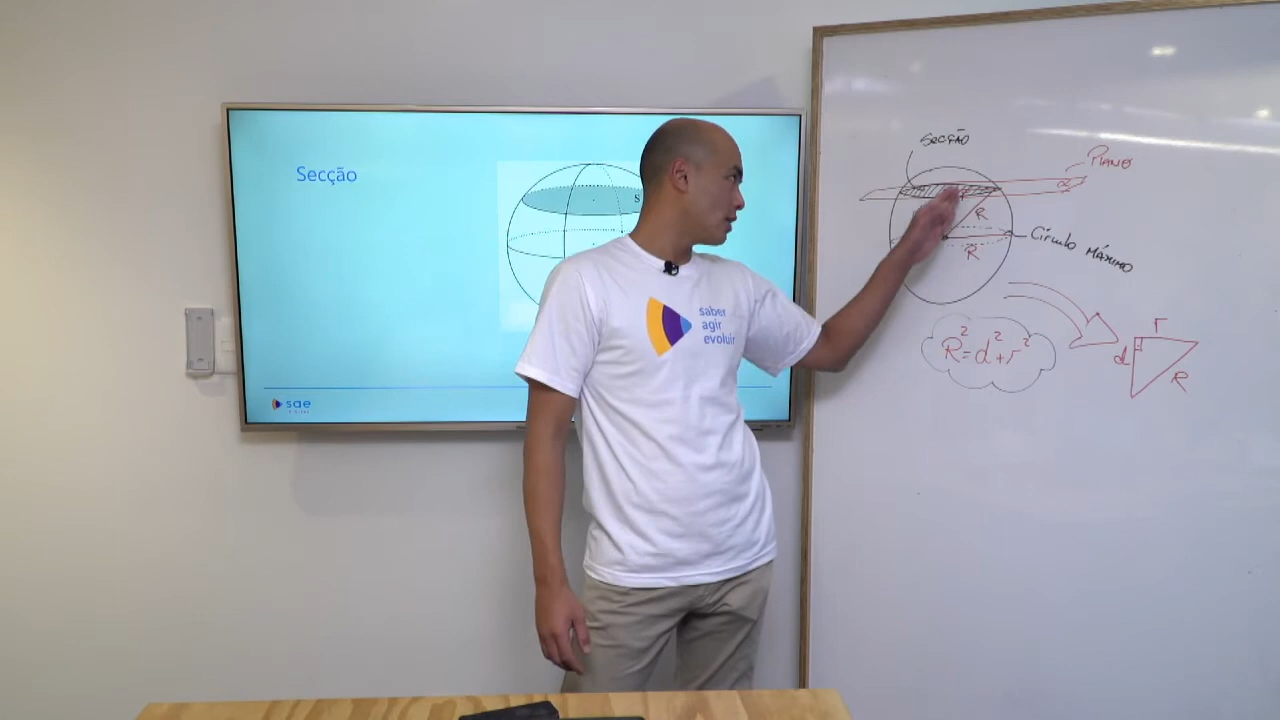 Secção
S
sae
saber
agir
evoluir
SECÇÃO
PLANO
α
R
R
Círculo MÁXIMO
R²=d²+r²
r
d
R